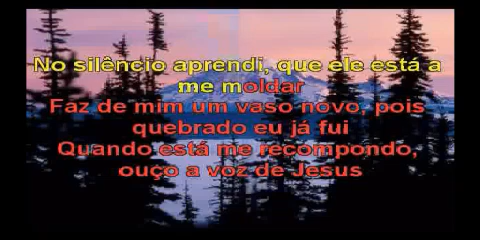 No silêncio aprendi, que ele está a
me moldar
Faz de mim um vaso novo, pois
quebrado eu já fui
Quando está me recompondo,
ouço a voz de Jesus